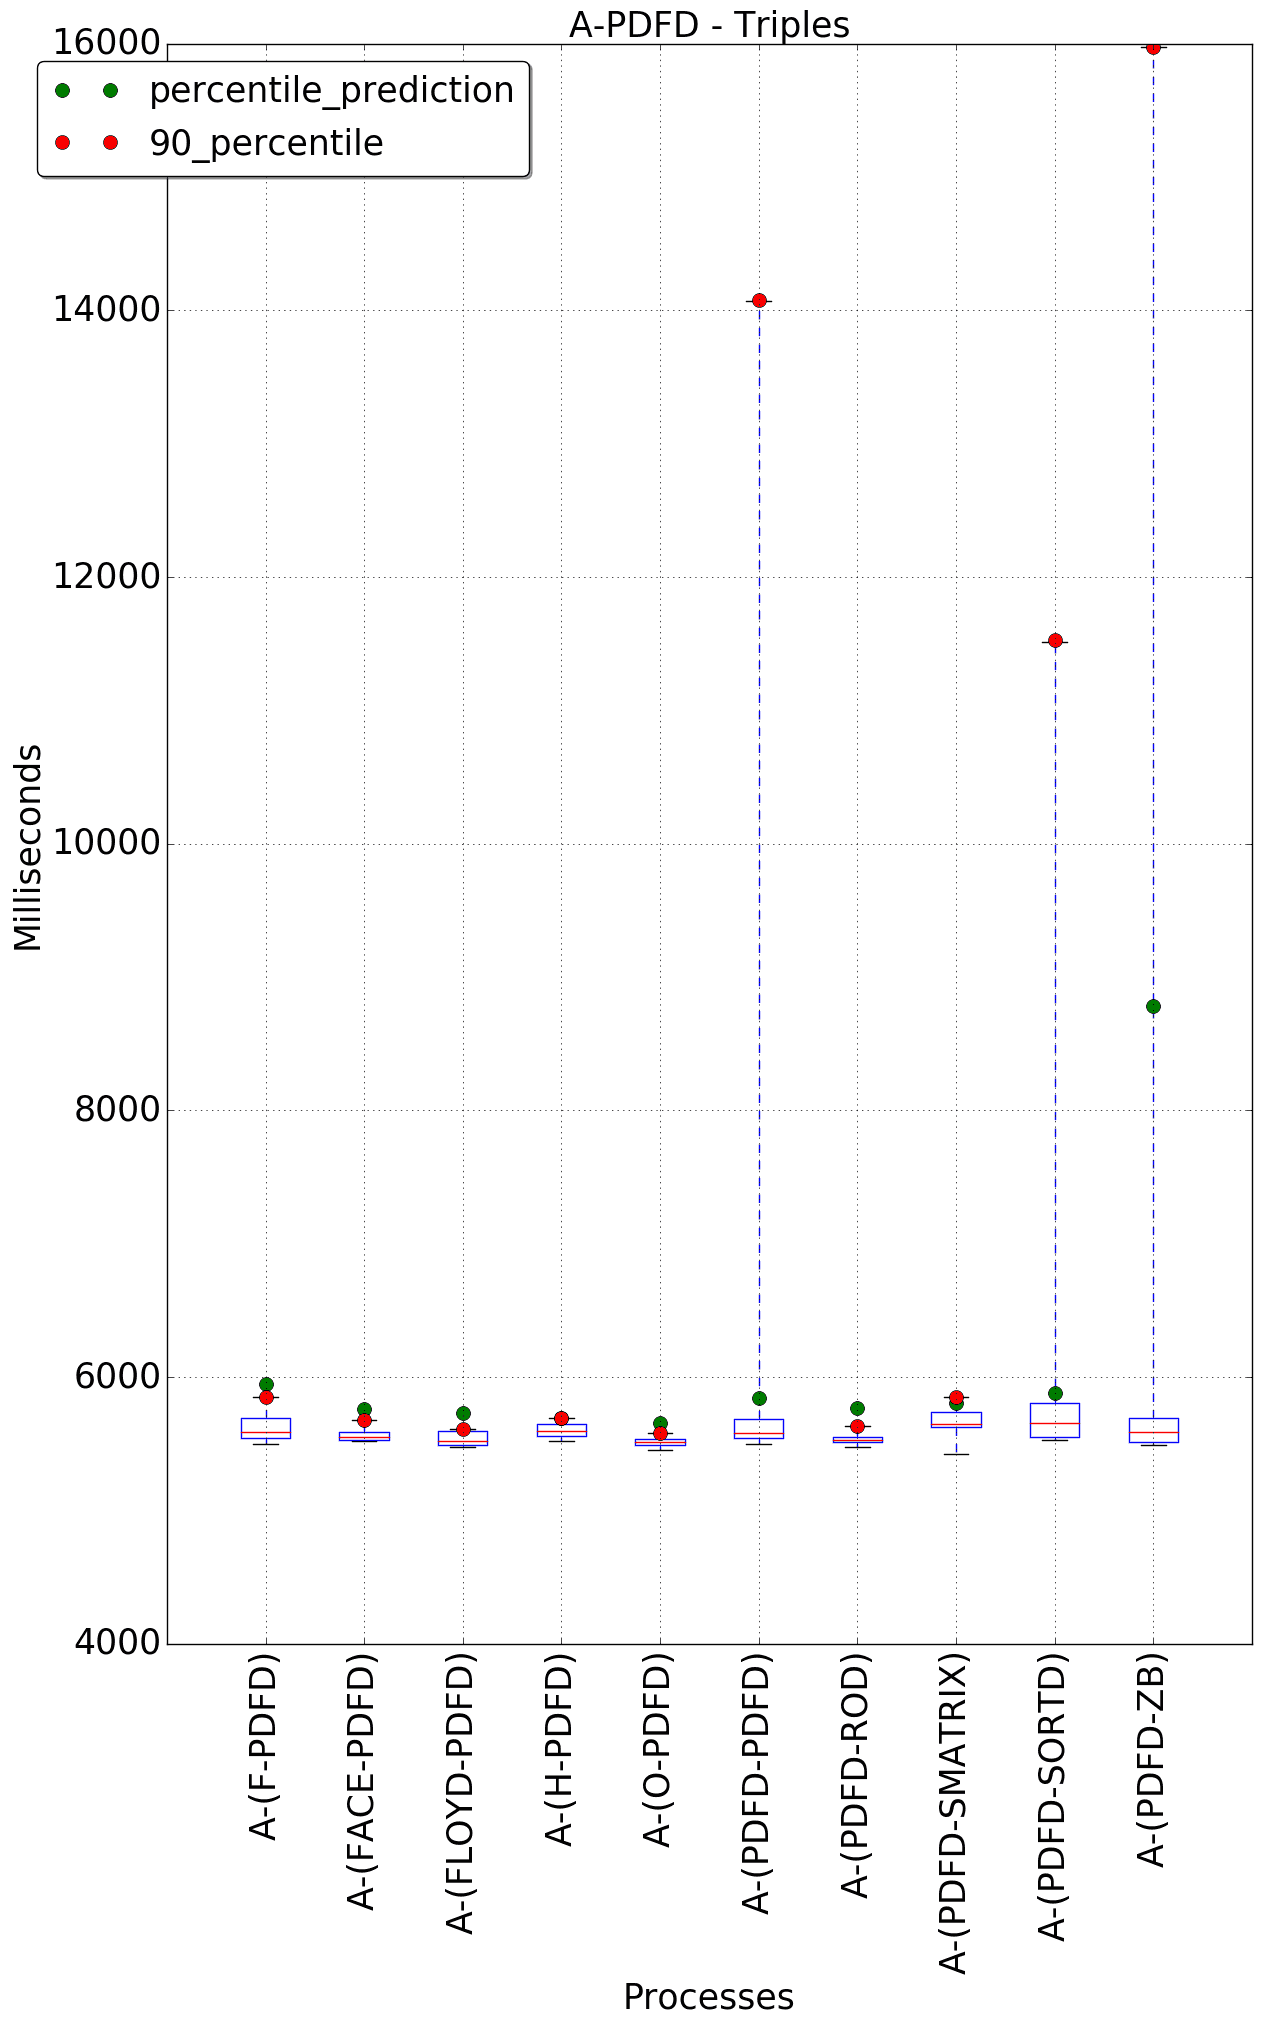 A-PDFD - Triples
percentile_prediction
90_percentile
16000
14000
12000
10000
8000
6000
4000
Milliseconds
A-(F-PDFD)
A-(FACE-PDFD)
A-(FLOYD-PDFD)
A-(H-PDFD)
A-(O-PDFD)
A-(PDFD-PDFD)
A-(PDFD-ROD)
A-(PDFD-SMATRIX)
A-(PDFD-SORTD)
A-(PDFD-ZB)
Processes